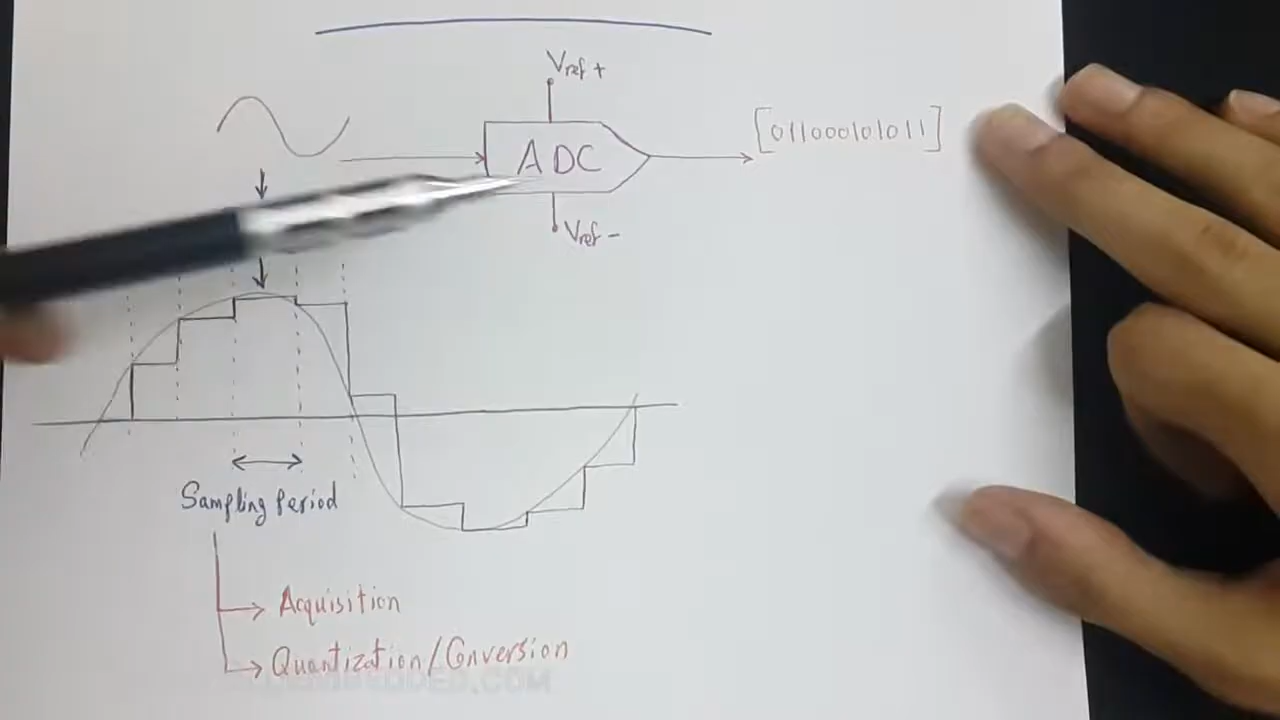 Vref+
ADC
[011000101011]
Vref-
Sampling Period
Acquisition
Quantization/Conversion